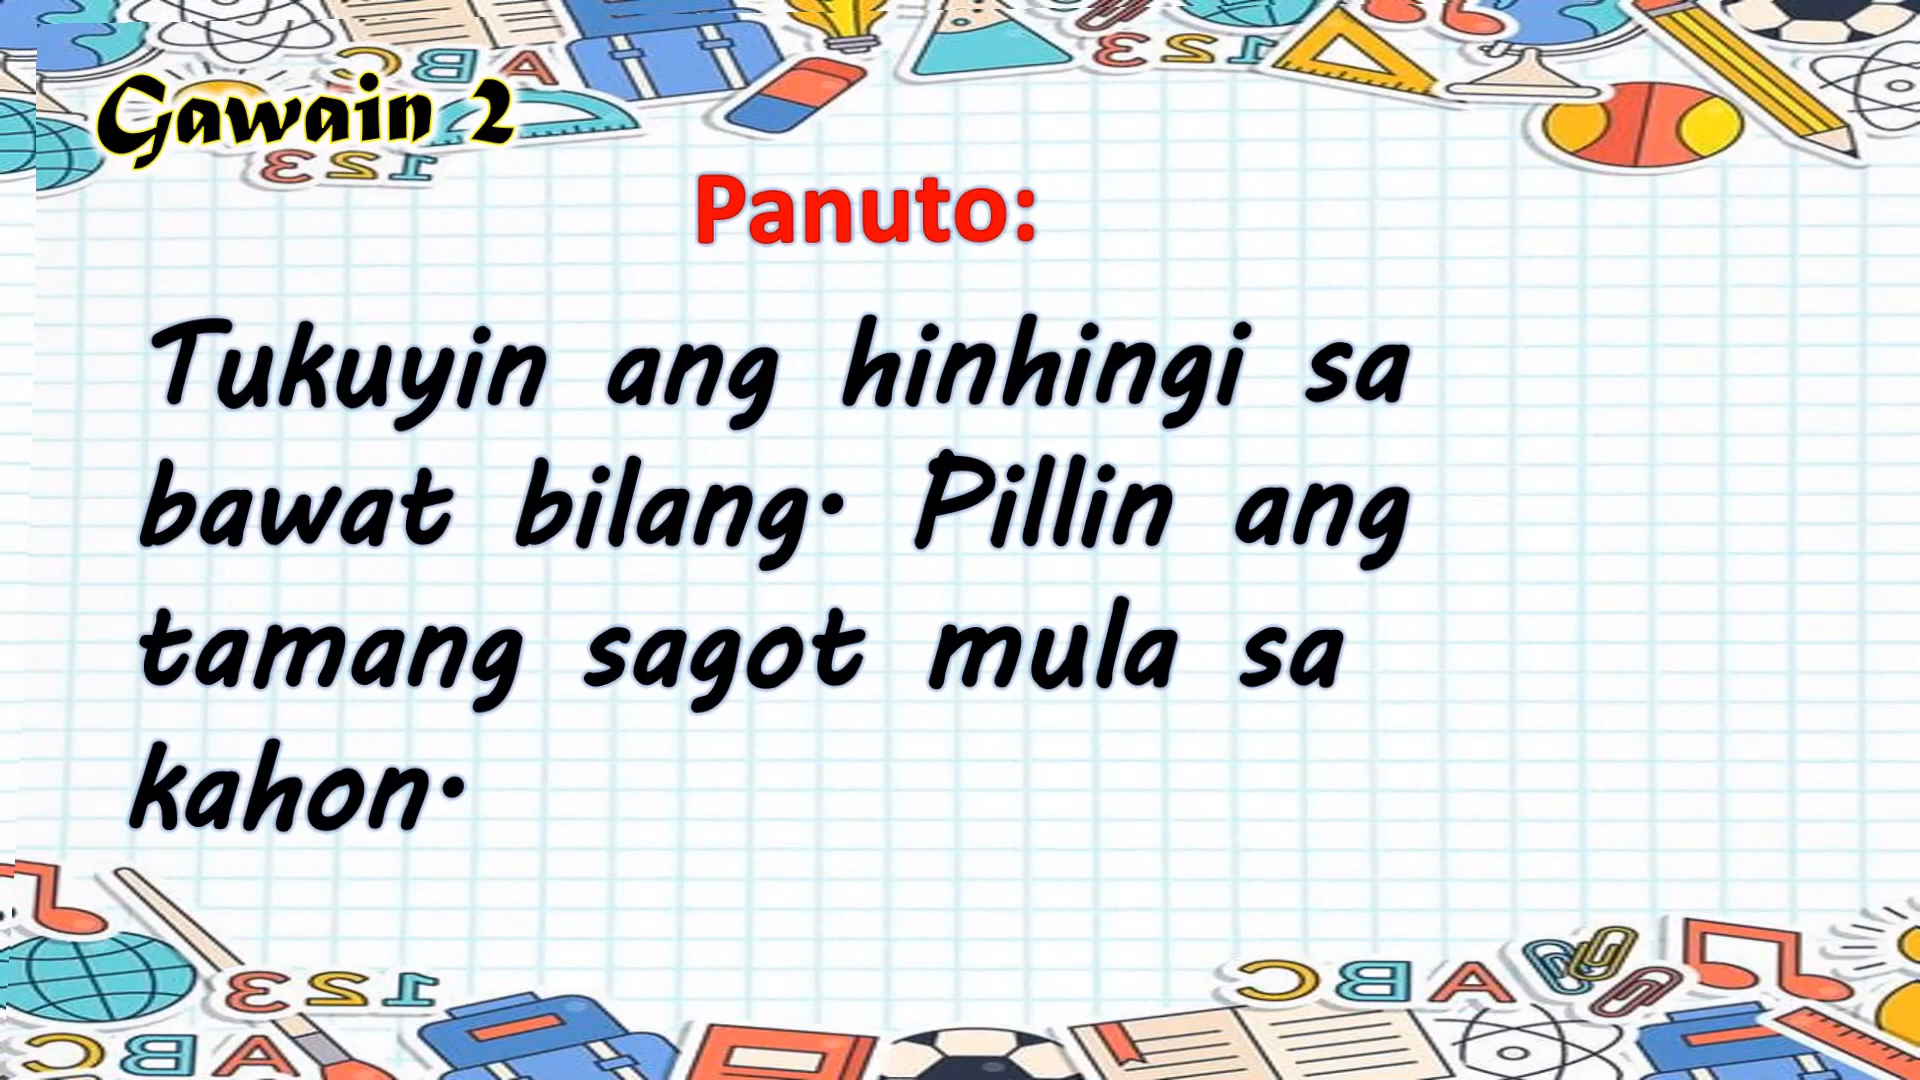 Gawain 2
Panuto:
Tukuyin ang hinhingi sa
bawat bilang. Pillin ang
tamang sagot mula sa
kahon.